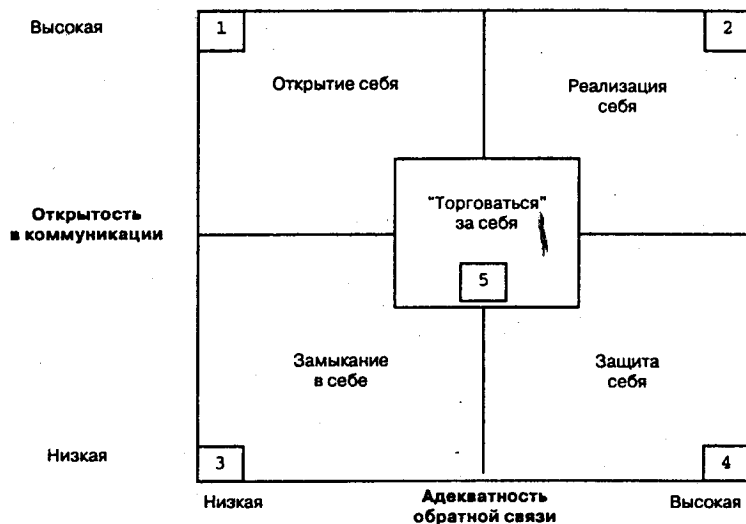 Высокая
1
2
Открытие себя
Реализация
себя
Открытость
в коммуникации
"Торговаться"
за себя
5
Замыкание
в себе
Защита
себя
Низкая
3
4
Низкая
Адекватность
обратной связи
Высокая